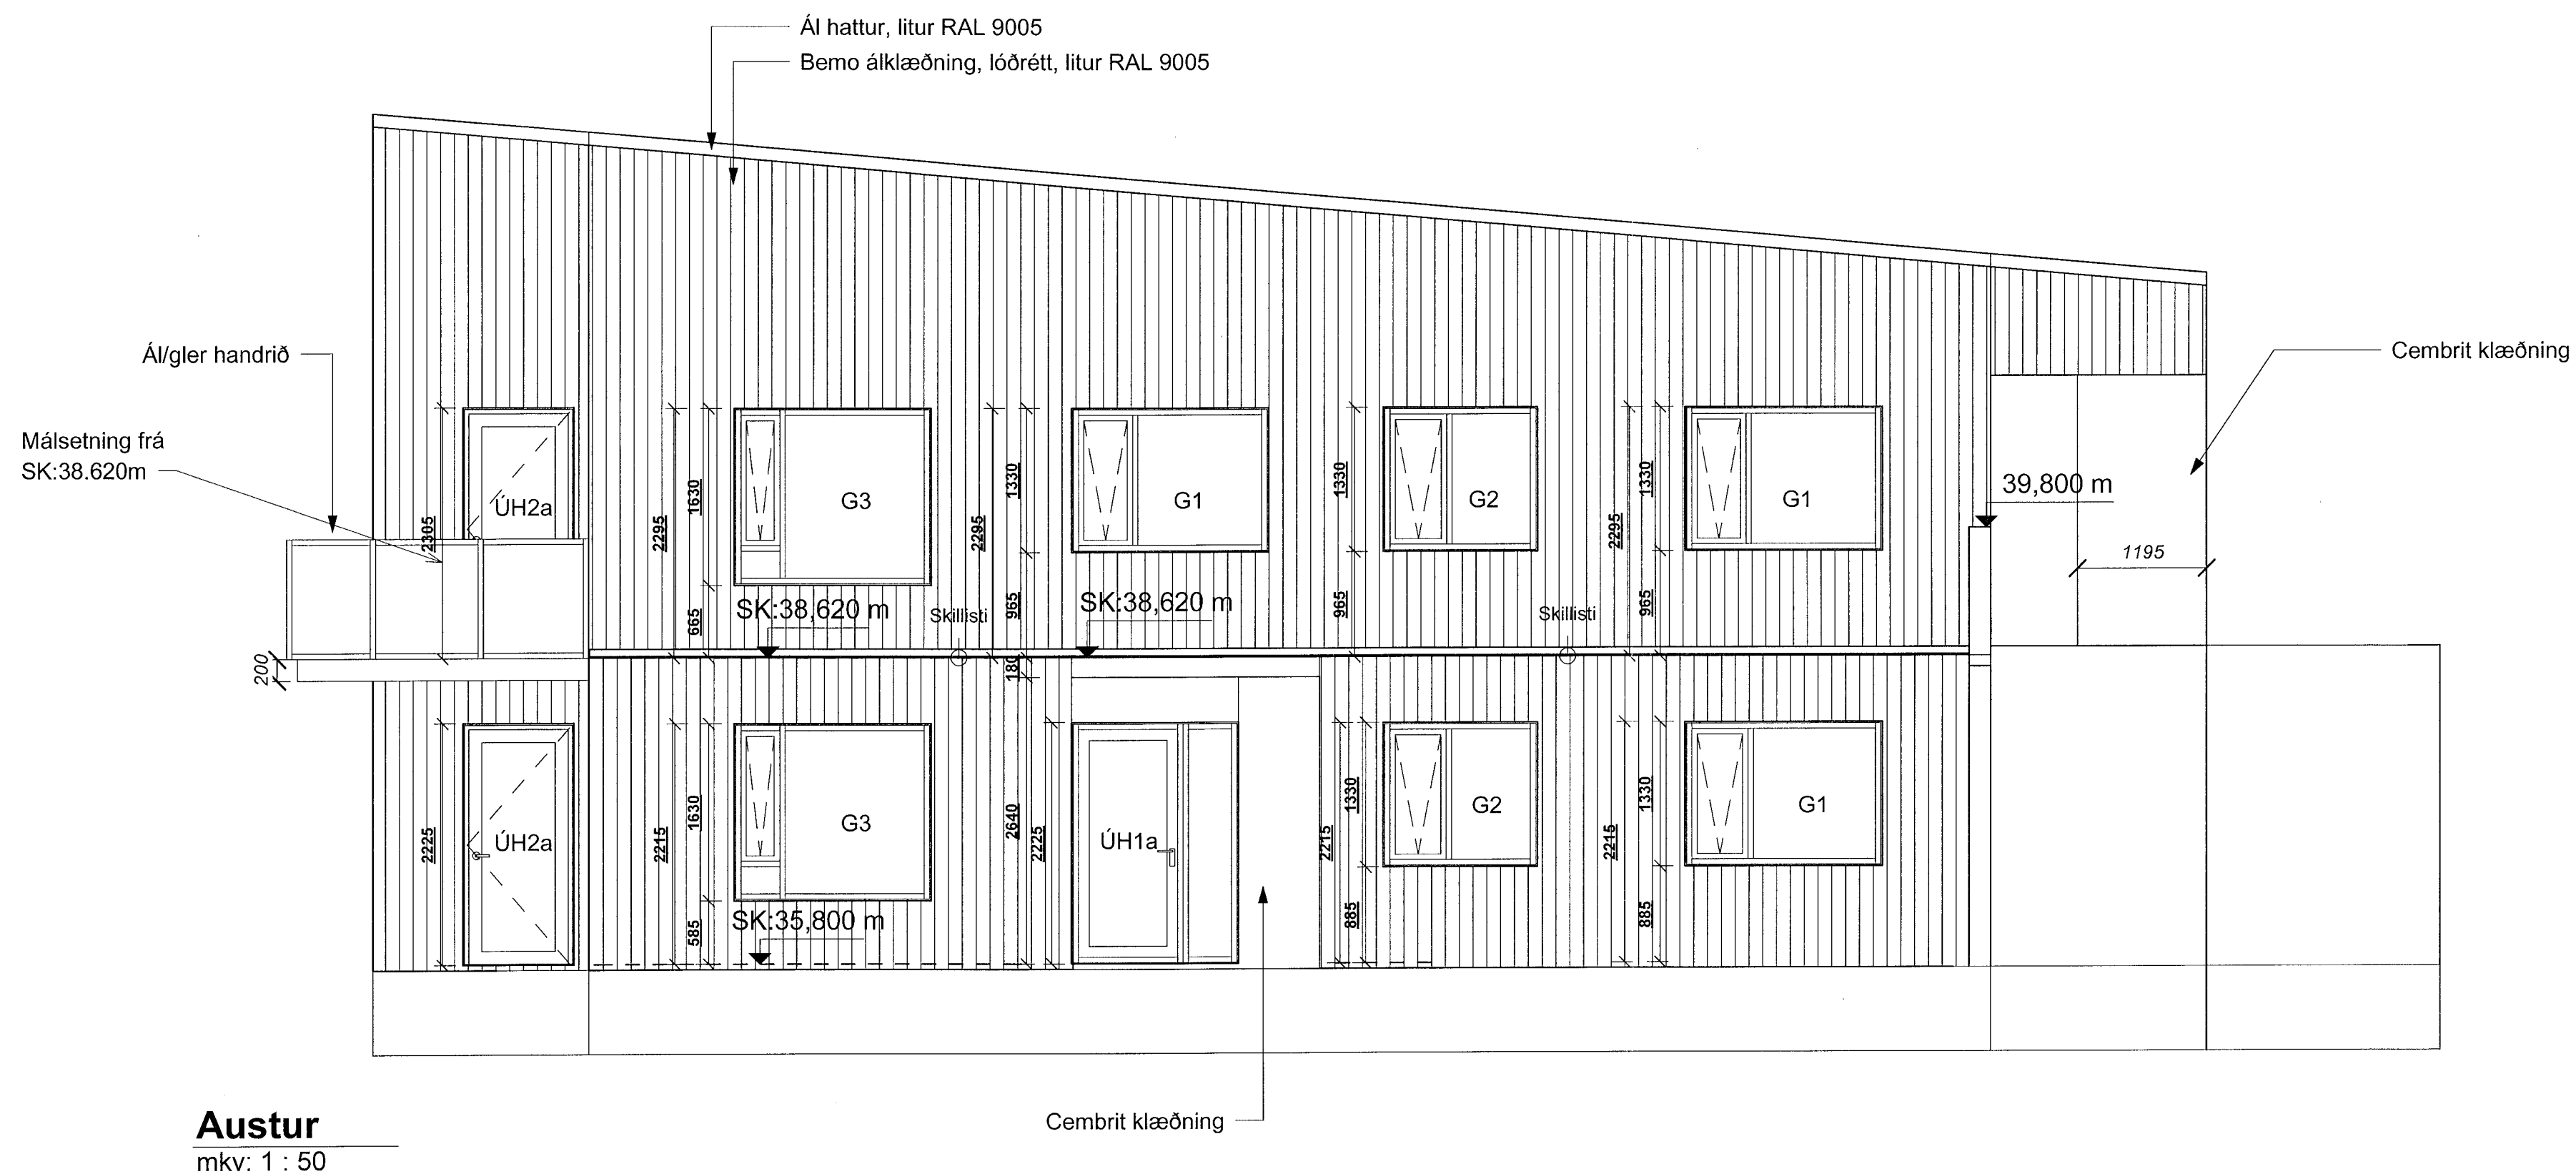 Ál hattur, litur RAL 9005
Bemo álklæðning, lóðrétt, litur RAL 9005
Ál/gler handrið
Cembrit klæðning
Málsetning frá
SK:38.620m
39,800 m
1195
ÚH2a
G3
G1
G2
G1
2305
2295
1630
665
2295
1330
965
1330
965
2295
1330
965
SK:38,620 m
Skillisti
SK:38,620 m
Skillisti
200
180
2225
ÚH2a
2215
1630
585
G3
2640
2225
ÚH1a
2215
1330
885
G2
2215
1330
885
G1
SK:35,800 m
Cembrit klæðning
Austur
mkv: 1 : 50